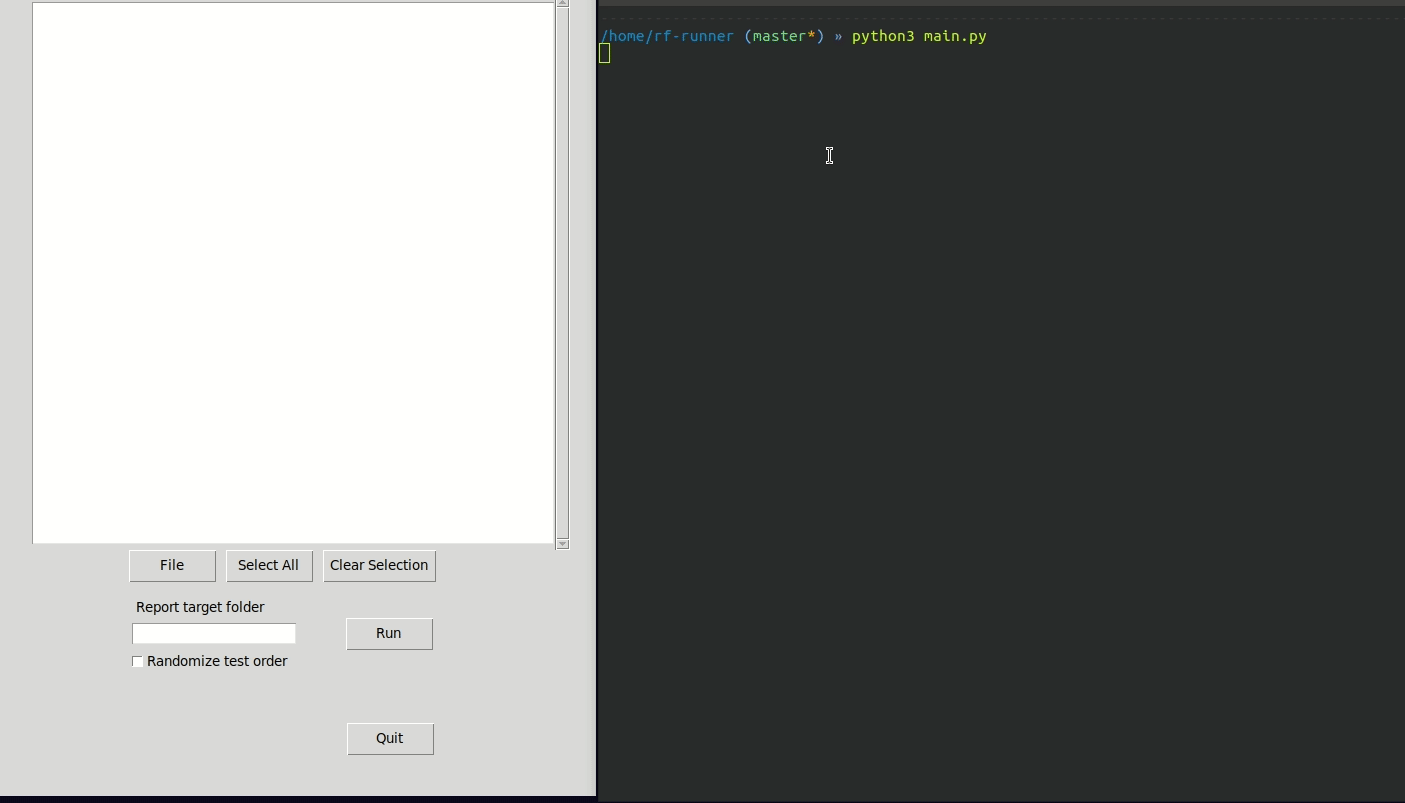 /home/rf-runner (master*) » python3 main.py
File
Select All
Clear Selection
Report target folder
Run
Randomize test order
Quit